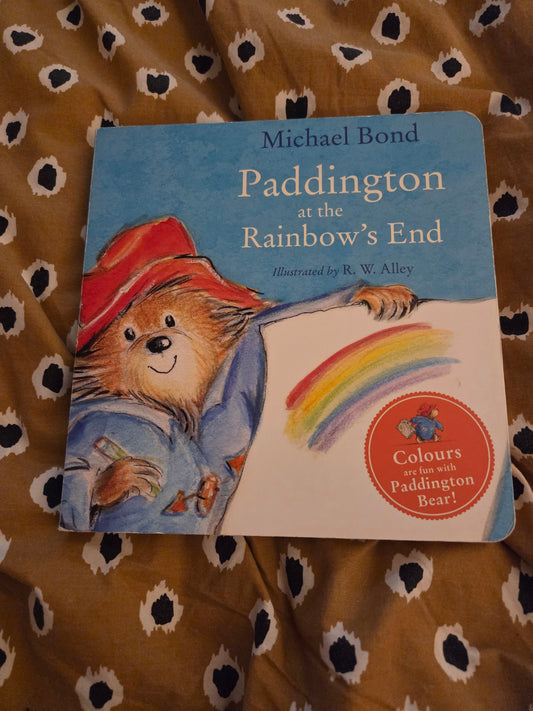 Michael Bond
Paddington
at the
Rainbow's End
Illustrated by R. W. Alley
Colours
are fun with
Paddington
Bear!